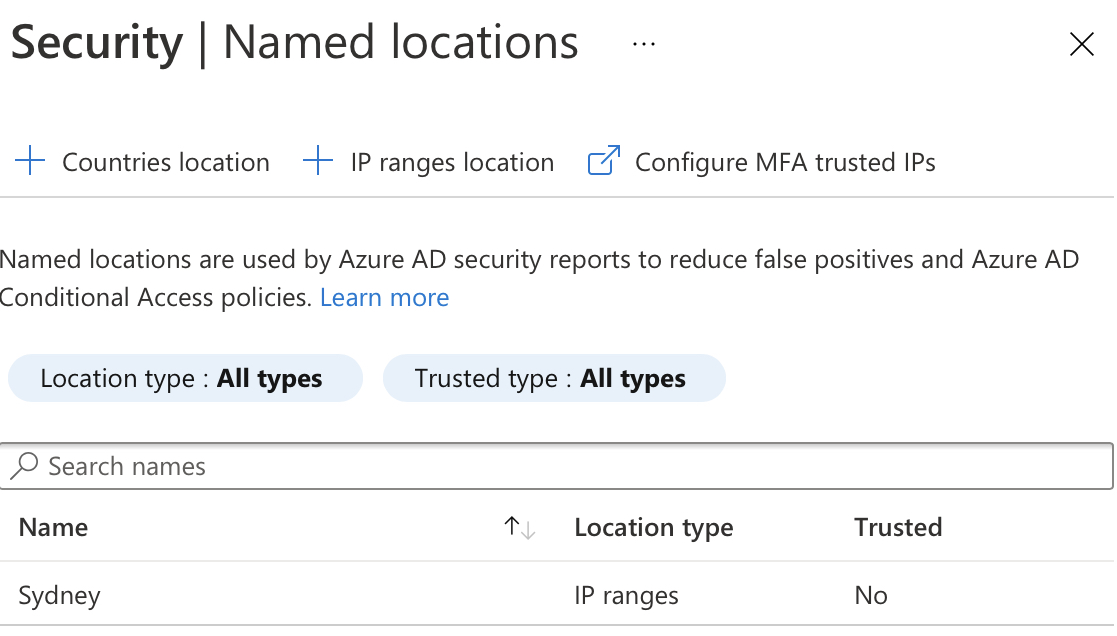 Security | Named locations ...
Countries location IP ranges location Configure MFA trusted IPs
Named locations are used by Azure AD security reports to reduce false positives and Azure AD
Conditional Access policies. Learn more
Location type : All types Trusted type : All types
Search names
Name Location type Trusted
Sydney IP ranges No